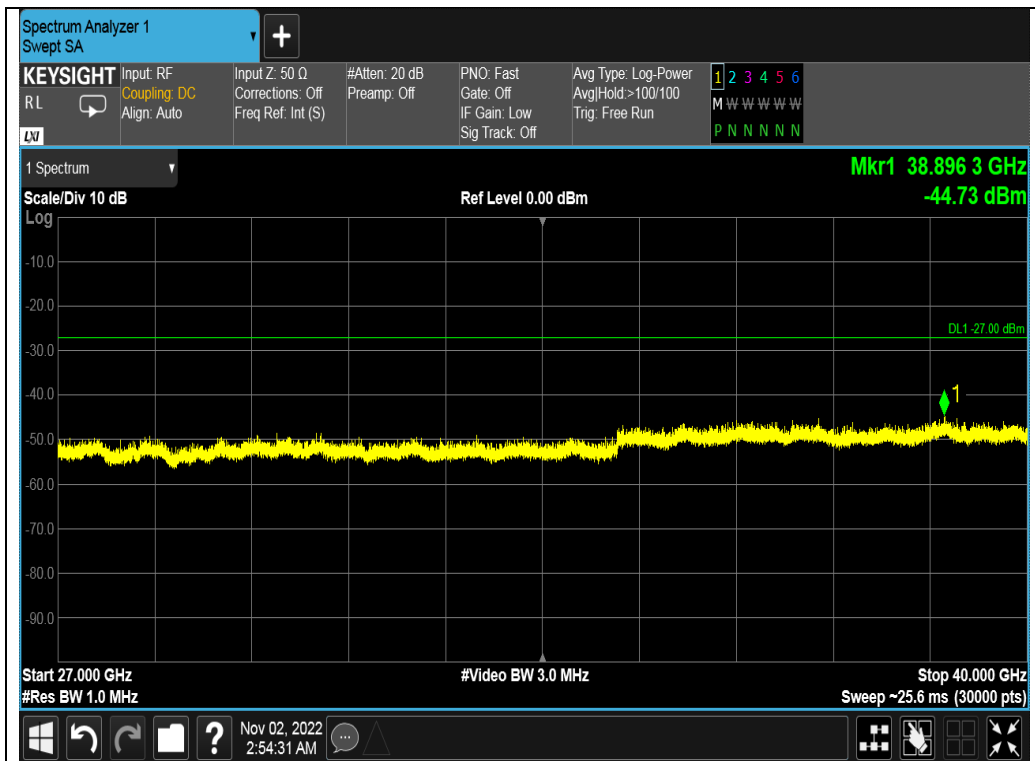 Spectrum Analyzer 1
Swept SA
KEYSIGHT
RL
LXI
Input: RF
Coupling: DC
Align: Auto
Input Z: 50 Ω
Corrections: Off
Freq Ref: Int (S)
#Atten: 20 dB
Preamp: Off
PNO: Fast
Gate: Off
IF Gain: Low
Sig Track: Off
Avg Type: Log-Power
Avg|Hold:>100/100
Trig: Free Run
1 2 3 4 5 6
M W W W W W
P N N N N N
1 Spectrum
Mkr1 38.896 3 GHz
-44.73 dBm
Scale/Div 10 dB
Ref Level 0.00 dBm
Log
-10.0
-20.0
DL1 -27.00 dBm
-30.0
-40.0
1
-50.0
-60.0
-70.0
-80.0
-90.0
Start 27.000 GHz
#Video BW 3.0 MHz
Stop 40.000 GHz
#Res BW 1.0 MHz
Sweep ~25.6 ms (30000 pts)
?
Nov 02, 2022
2:54:31 AM